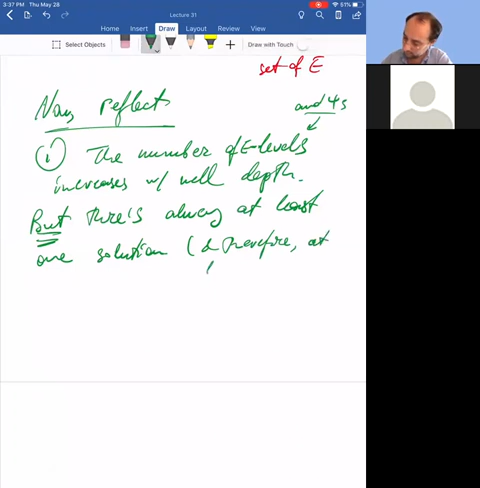 3:37 PM Thu May 28
51%
Lecture 31
Home Insert Draw Layout Review View
Select Objects
Draw with Touch
set of E
Now reflect
and ψs
(i) The number of E-levels
increases w/ well depth.
But there's always at least
one solution (& therefore, at